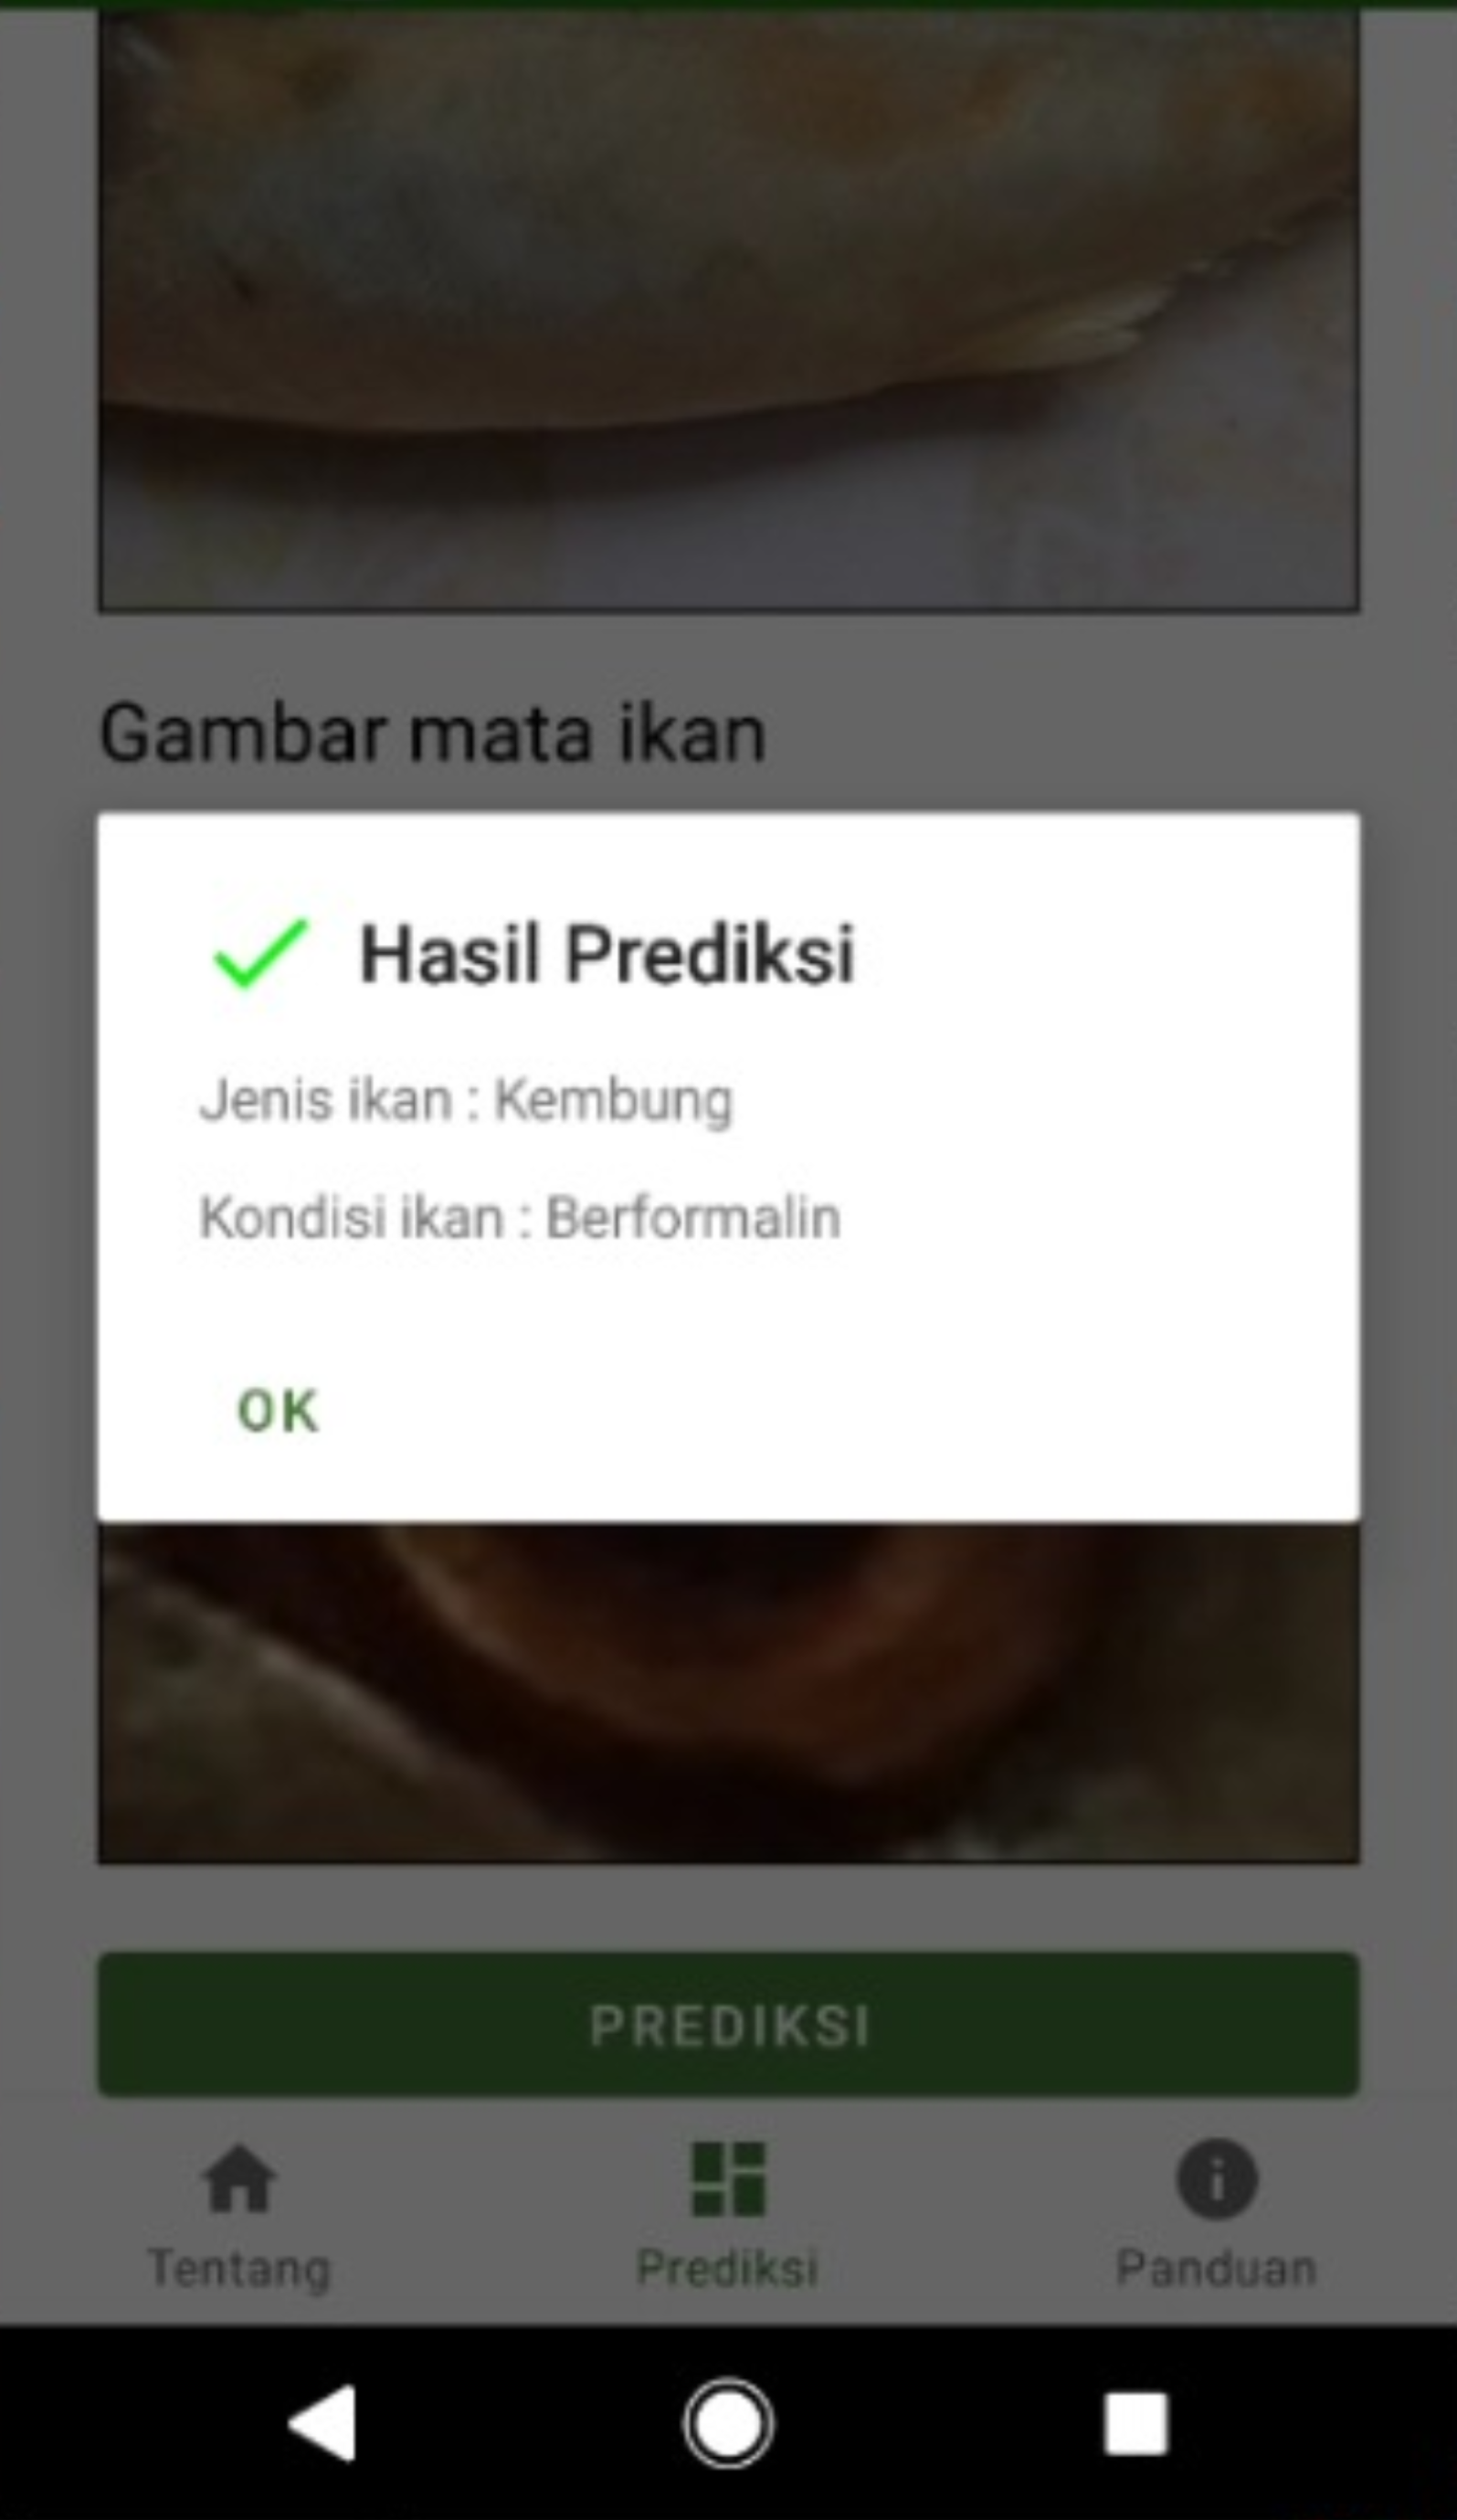 Gambar mata ikan
Hasil Prediksi
Jenis ikan : Kembung
Kondisi ikan : Berformalin
OK
PREDIKSI
Tentang
Prediksi
Panduan